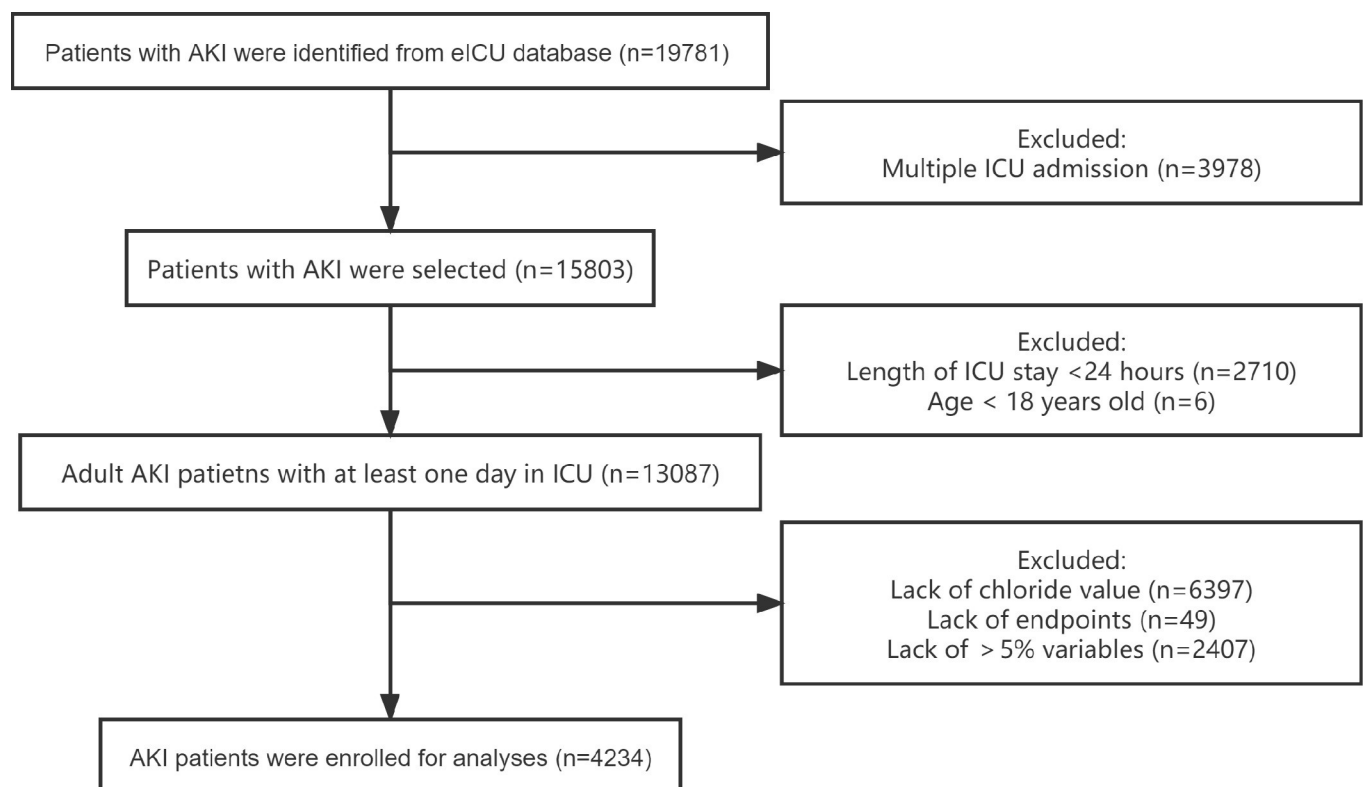 Patients with AKI were identified from eICU database (n=19781)
Excluded:
Multiple ICU admission (n=3978)
Patients with AKI were selected (n=15803)
Excluded:
Length of ICU stay <24 hours (n=2710)
Age < 18 years old (n=6)
Adult AKI patietns with at least one day in ICU (n=13087)
Excluded:
Lack of chloride value (n=6397)
Lack of endpoints (n=49)
Lack of > 5% variables (n=2407)
AKI patients were enrolled for analyses (n=4234)